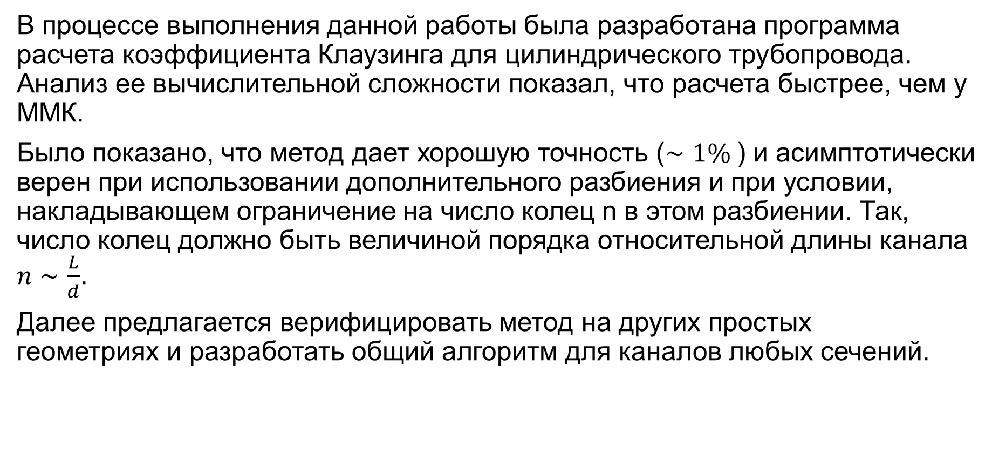 В процессе выполнения данной работы была разработана программа
расчета коэффициента Клаузинга для цилиндрического трубопровода.
Анализ ее вычислительной сложности показал, что расчета быстрее, чем у
ММК.
Было показано, что метод дает хорошую точность (~ 1% ) и асимптотически
верен при использовании дополнительного разбиения и при условии,
накладывающем ограничение на число колец n в этом разбиении. Так,
число колец должно быть величиной порядка относительной длины канала
n ~ L/d.
Далее предлагается верифицировать метод на других простых
геометриях и разработать общий алгоритм для каналов любых сечений.